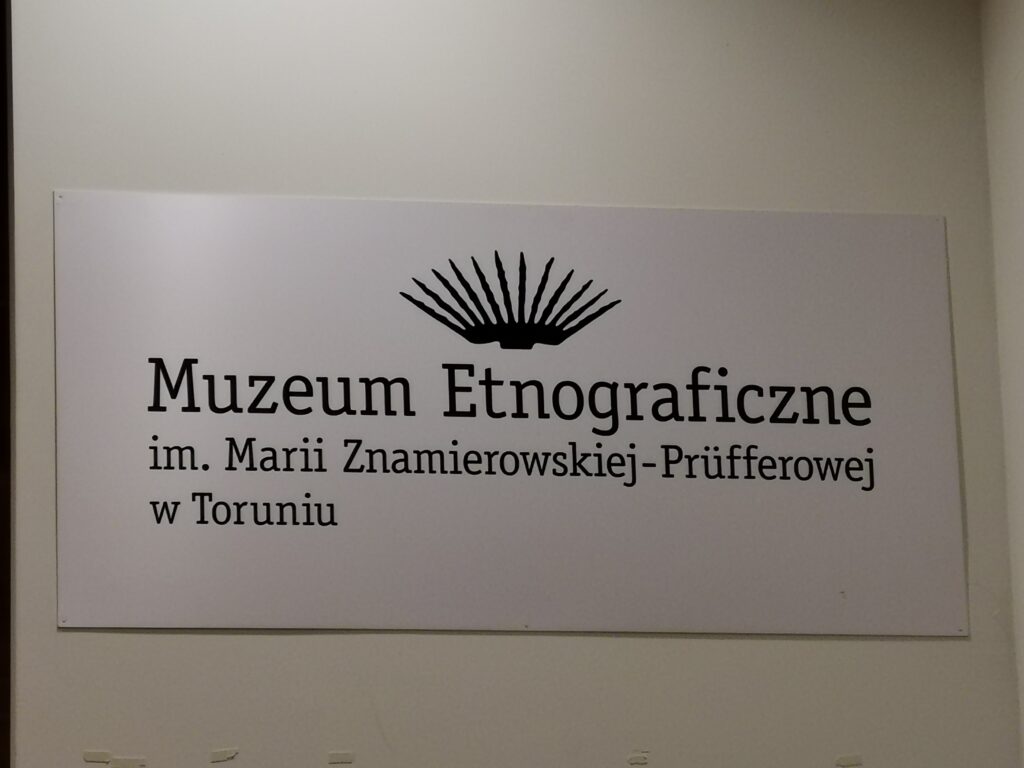 Muzeum Etnograficzne
im. Marii Znamierowskiej-Prüfferowej
w Toruniu